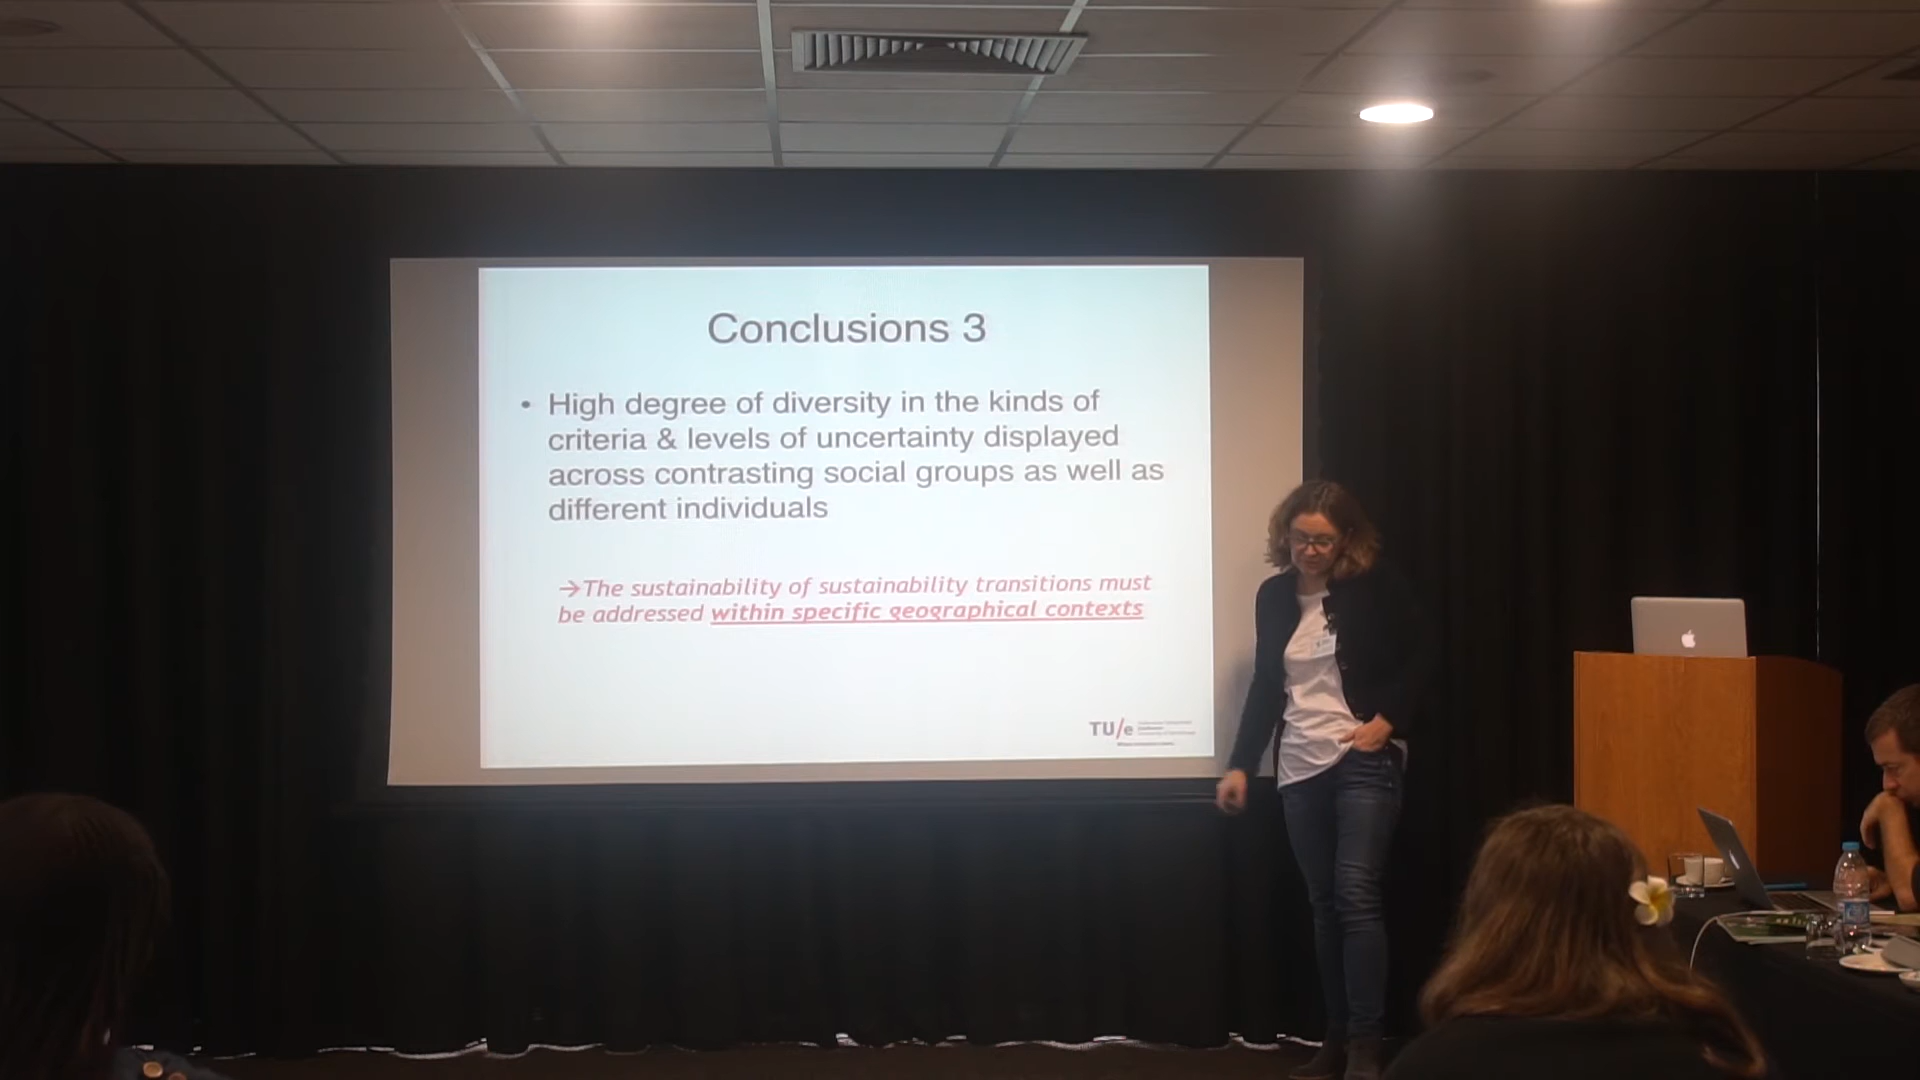 Conclusions 3
• High degree of diversity in the kinds of
criteria & levels of uncertainty displayed
across contrasting social groups as well as
different individuals
→The sustainability of sustainability transitions must
be addressed within specific geographical contexts
TU/e